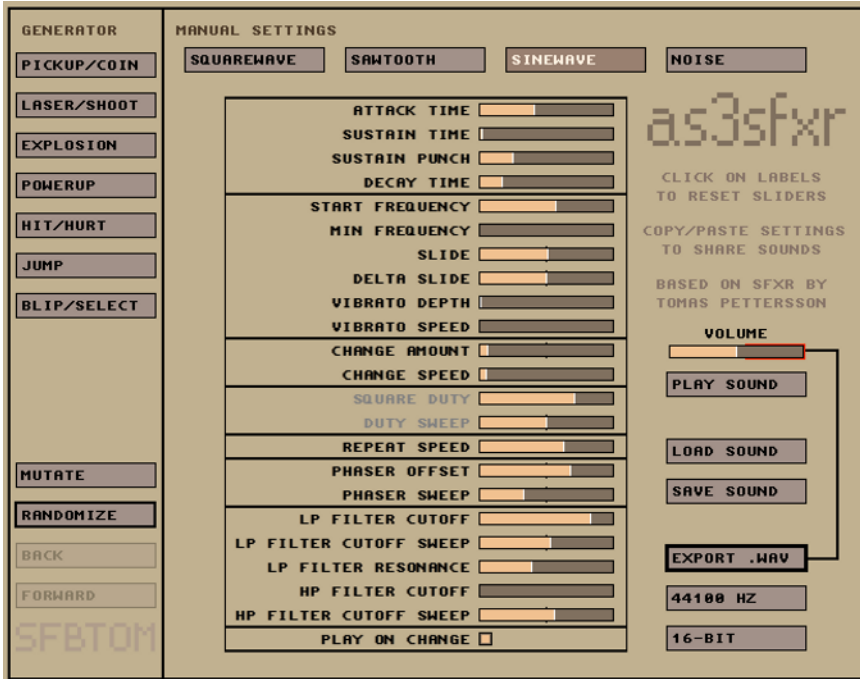 GENERATOR
PICKUP/COIN
LASER/SHOOT
EXPLOSION
POWERUP
HIT/HURT
JUMP
BLIP/SELECT
MUTATE
RANDOMIZE
BACK
FORWARD
SFBTOM
MANUAL SETTINGS
SQUAREWAVE
SAWTOOTH
SINEWAVE
NOISE
ATTACK TIME
SUSTAIN TIME
SUSTAIN PUNCH
DECAY TIME
START FREQUENCY
MIN FREQUENCY
SLIDE
DELTA SLIDE
VIBRATO DEPTH
VIBRATO SPEED
CHANGE AMOUNT
CHANGE SPEED
SQUARE DUTY
DUTY SWEEP
REPEAT SPEED
PHASER OFFSET
PHASER SWEEP
LP FILTER CUTOFF
LP FILTER CUTOFF SWEEP
LP FILTER RESONANCE
HP FILTER CUTOFF
HP FILTER CUTOFF SWEEP
PLAY ON CHANGE
as3sfxr
CLICK ON LABELS
TO RESET SLIDERS
COPY/PASTE SETTINGS
TO SHARE SOUNDS
BASED ON SFXR BY
TOMAS PETTERSSON
VOLUME
PLAY SOUND
LOAD SOUND
SAVE SOUND
EXPORT .WAV
44100 HZ
16-BIT